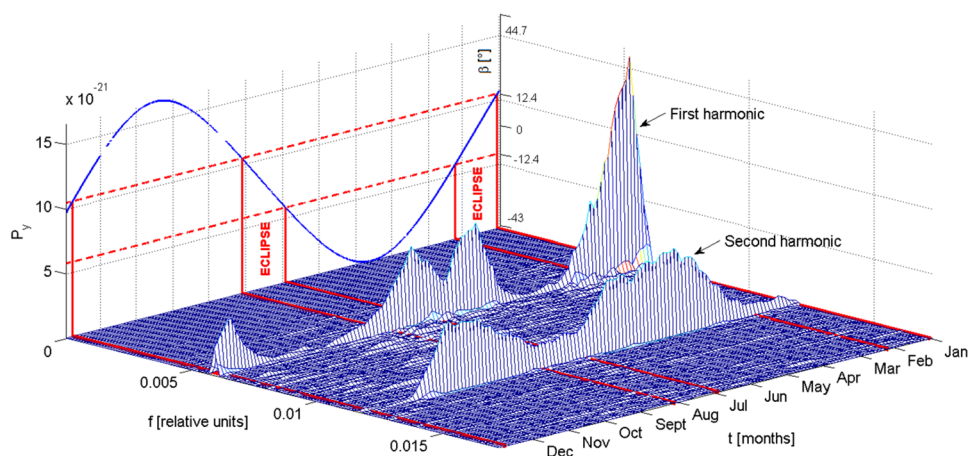 x 10⁻²¹
15
10
5
0
P_y
ECLIPSE
ECLIPSE
β [°]
44.7
12.4
0
-12.4
-43
First harmonic
Second harmonic
0.005
0.01
0.015
f [relative units]
Dec
Nov
Oct
Sept
Aug
Jul
Jun
May
Apr
Mar
Feb
Jan
t [months]